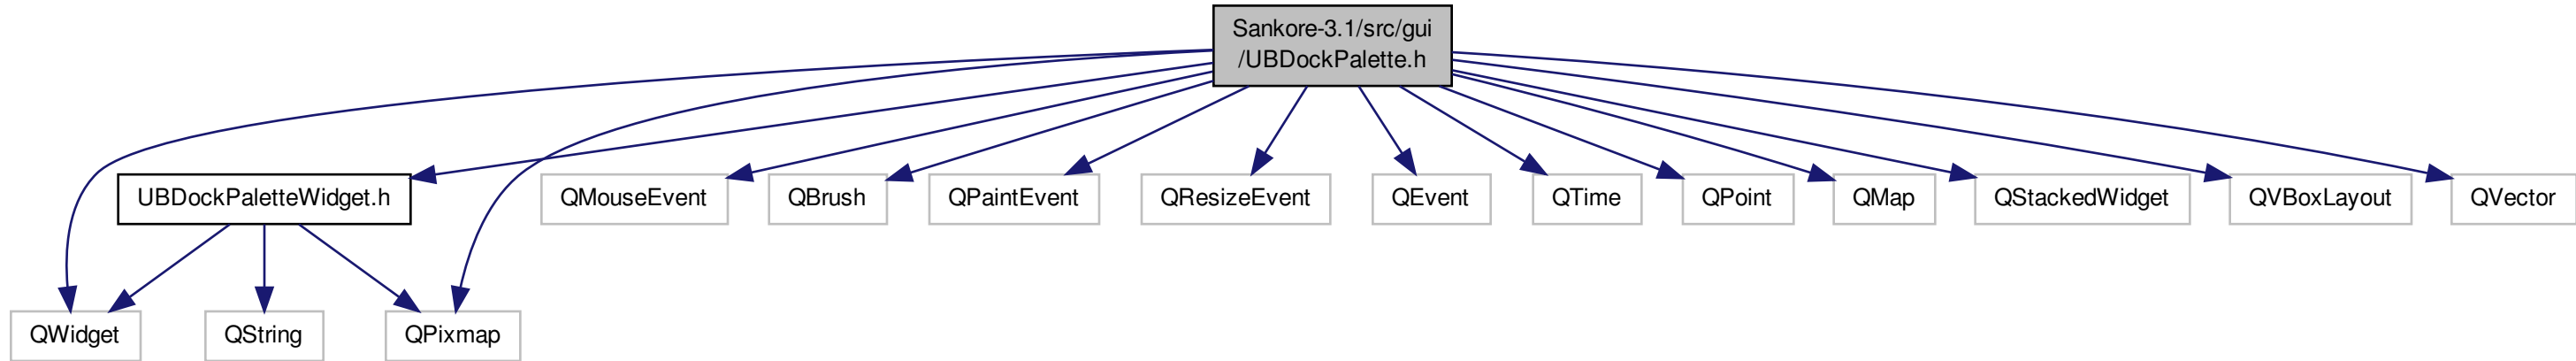 Sankore-3.1/src/gui
/UBDockPalette.h
UBDockPaletteWidget.h
QMouseEvent
QBrush
QPaintEvent
QResizeEvent
QEvent
QTime
QPoint
QMap
QStackedWidget
QVBoxLayout
QVector
QWidget
QString
QPixmap